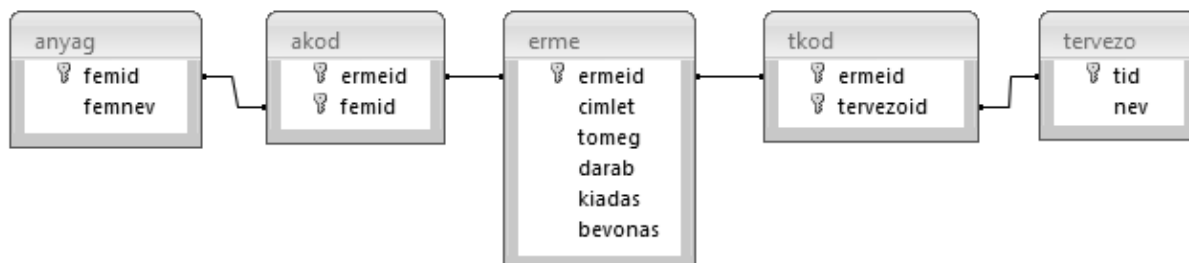 anyag
femid
femnev
akod
ermeid
femid
erme
ermeid
cimlet
tomeg
darab
kiadas
bevonas
tkod
ermeid
tervezoid
tervezo
tid
nev